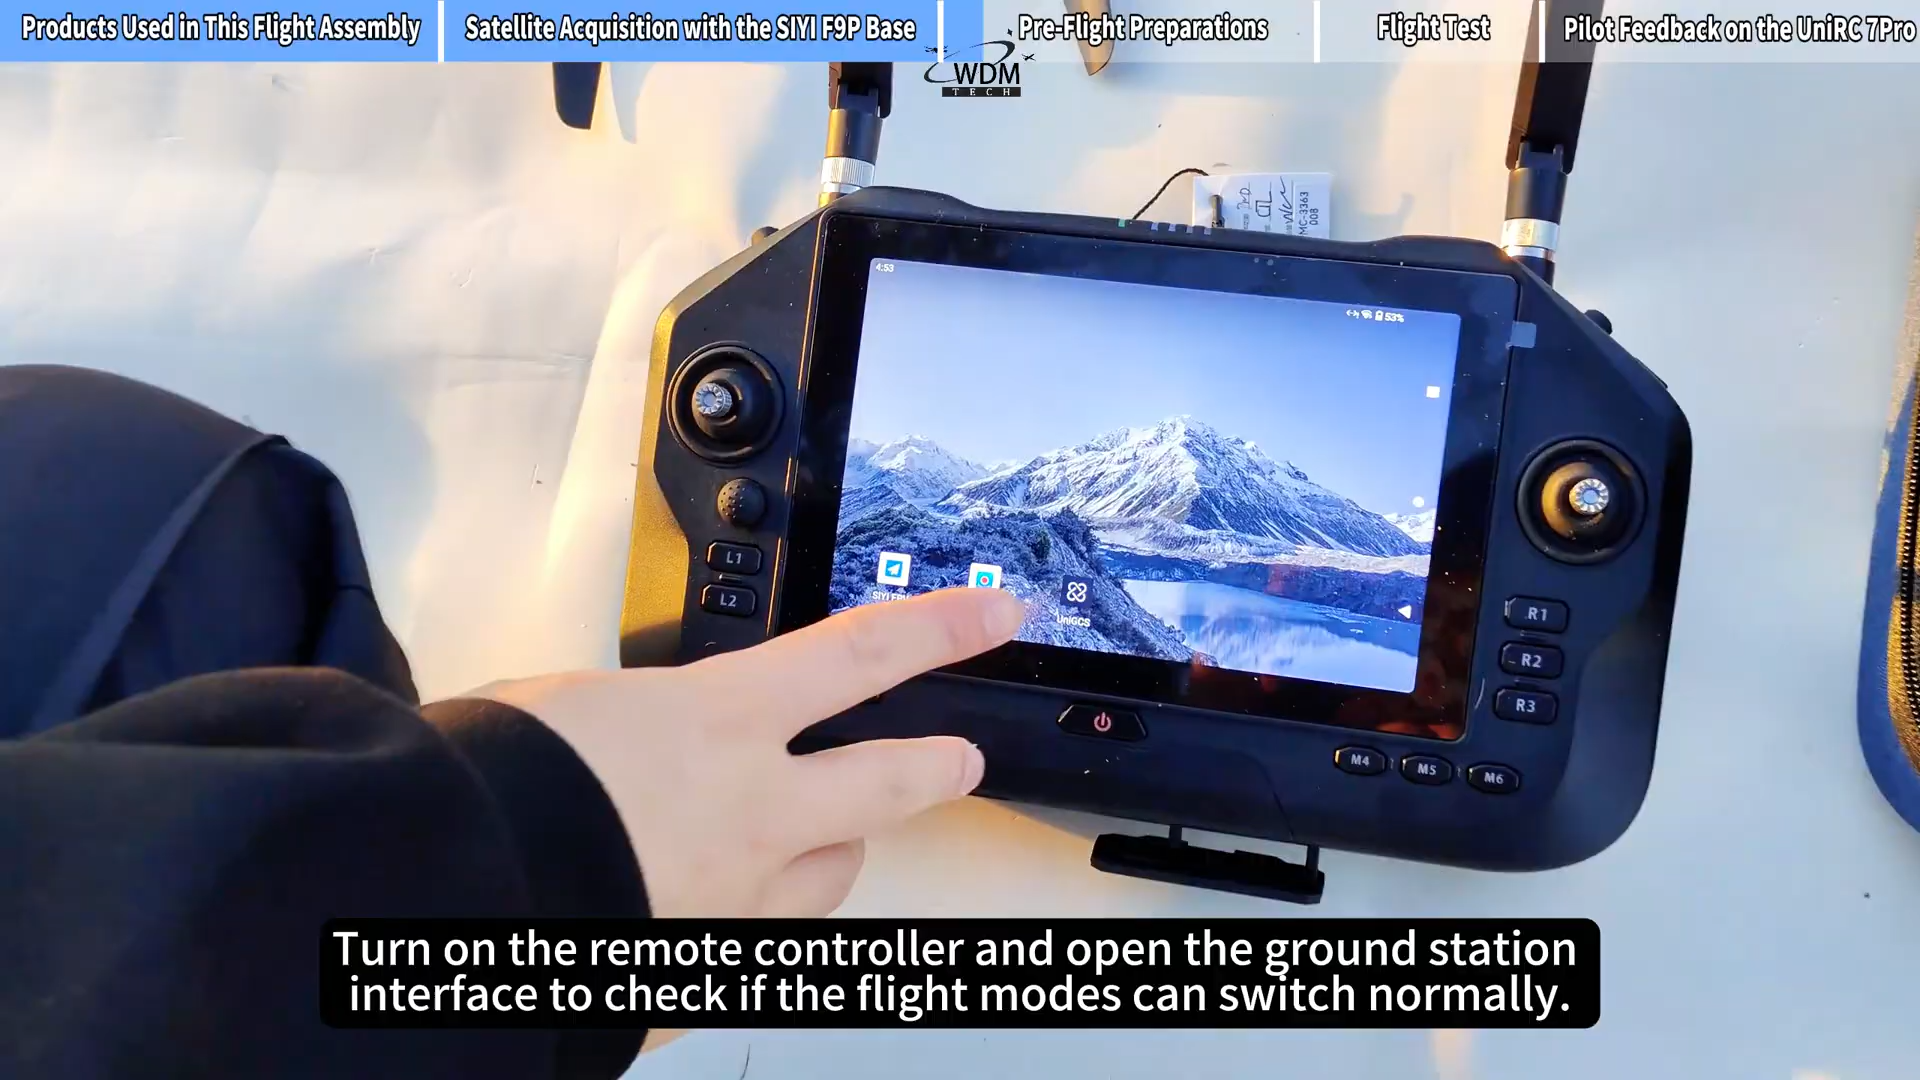 Products Used in This Flight Assembly
Satellite Acquisition with the SIYI F9P Base
Pre-Flight Preparations
Flight Test
Pilot Feedback on the UniRC 7Pro
WDM
TECH
MC-3363
008
4:53
53%
L1
L2
UniGCS
R1
R2
R3
M4
M5
M6
Turn on the remote controller and open the ground station
interface to check if the flight modes can switch normally.